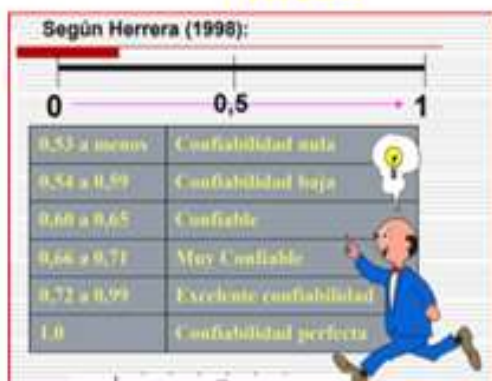 Según Herrera (1998):
0 0,5 1
0,53 a menos Confiabilidad nula
0,54 a 0,59 Confiabilidad baja
0,60 a 0,65 Confiable
0,66 a 0,71 Muy Confiable
0,72 a 0,99 Excelente confiabilidad
1.0 Confiabilidad perfecta